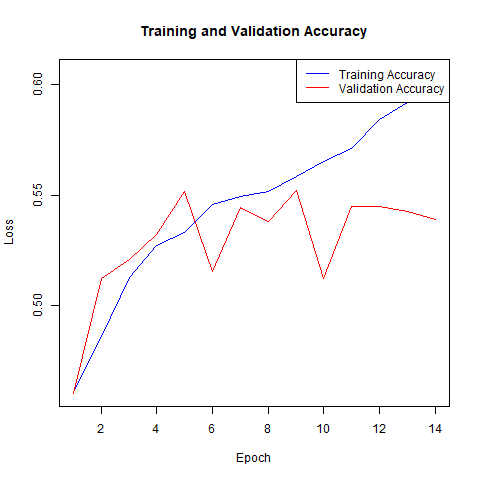 Training and Validation Accuracy
Training Accuracy
Validation Accuracy
0.60
0.55
0.50
Loss
2 4 6 8 10 12 14
Epoch